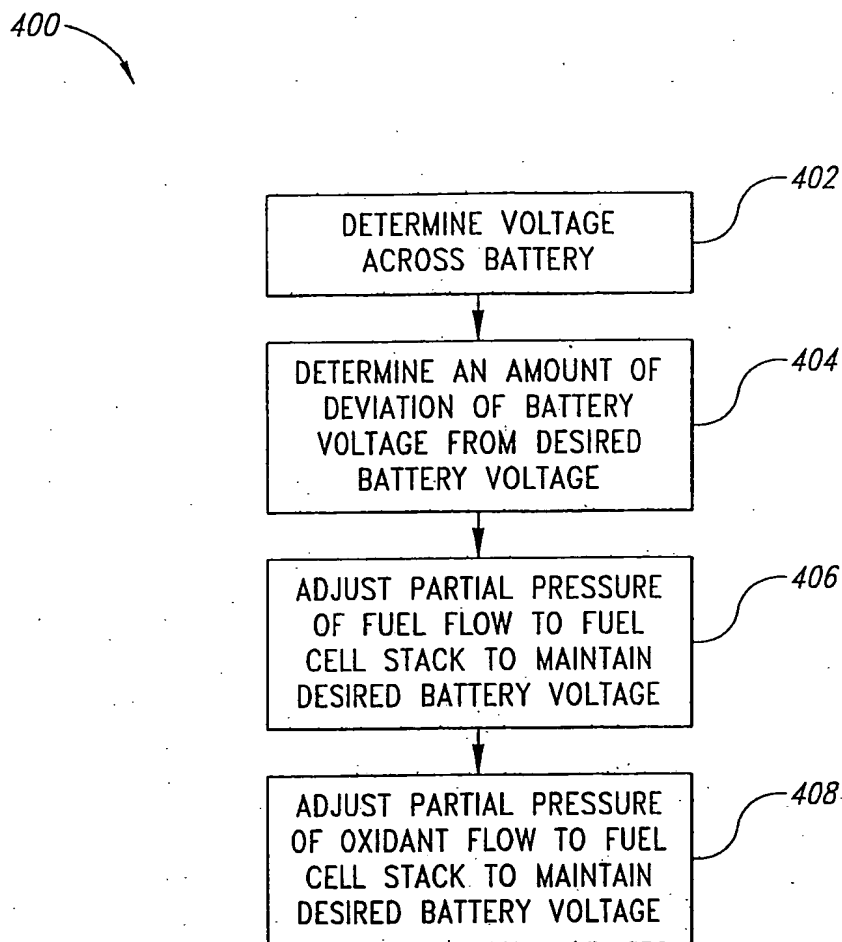 400
402
DETERMINE VOLTAGE
ACROSS BATTERY
404
DETERMINE AN AMOUNT OF
DEVIATION OF BATTERY
VOLTAGE FROM DESIRED
BATTERY VOLTAGE
406
ADJUST PARTIAL PRESSURE
OF FUEL FLOW TO FUEL
CELL STACK TO MAINTAIN
DESIRED BATTERY VOLTAGE
408
ADJUST PARTIAL PRESSURE
OF OXIDANT FLOW TO FUEL
CELL STACK TO MAINTAIN
DESIRED BATTERY VOLTAGE